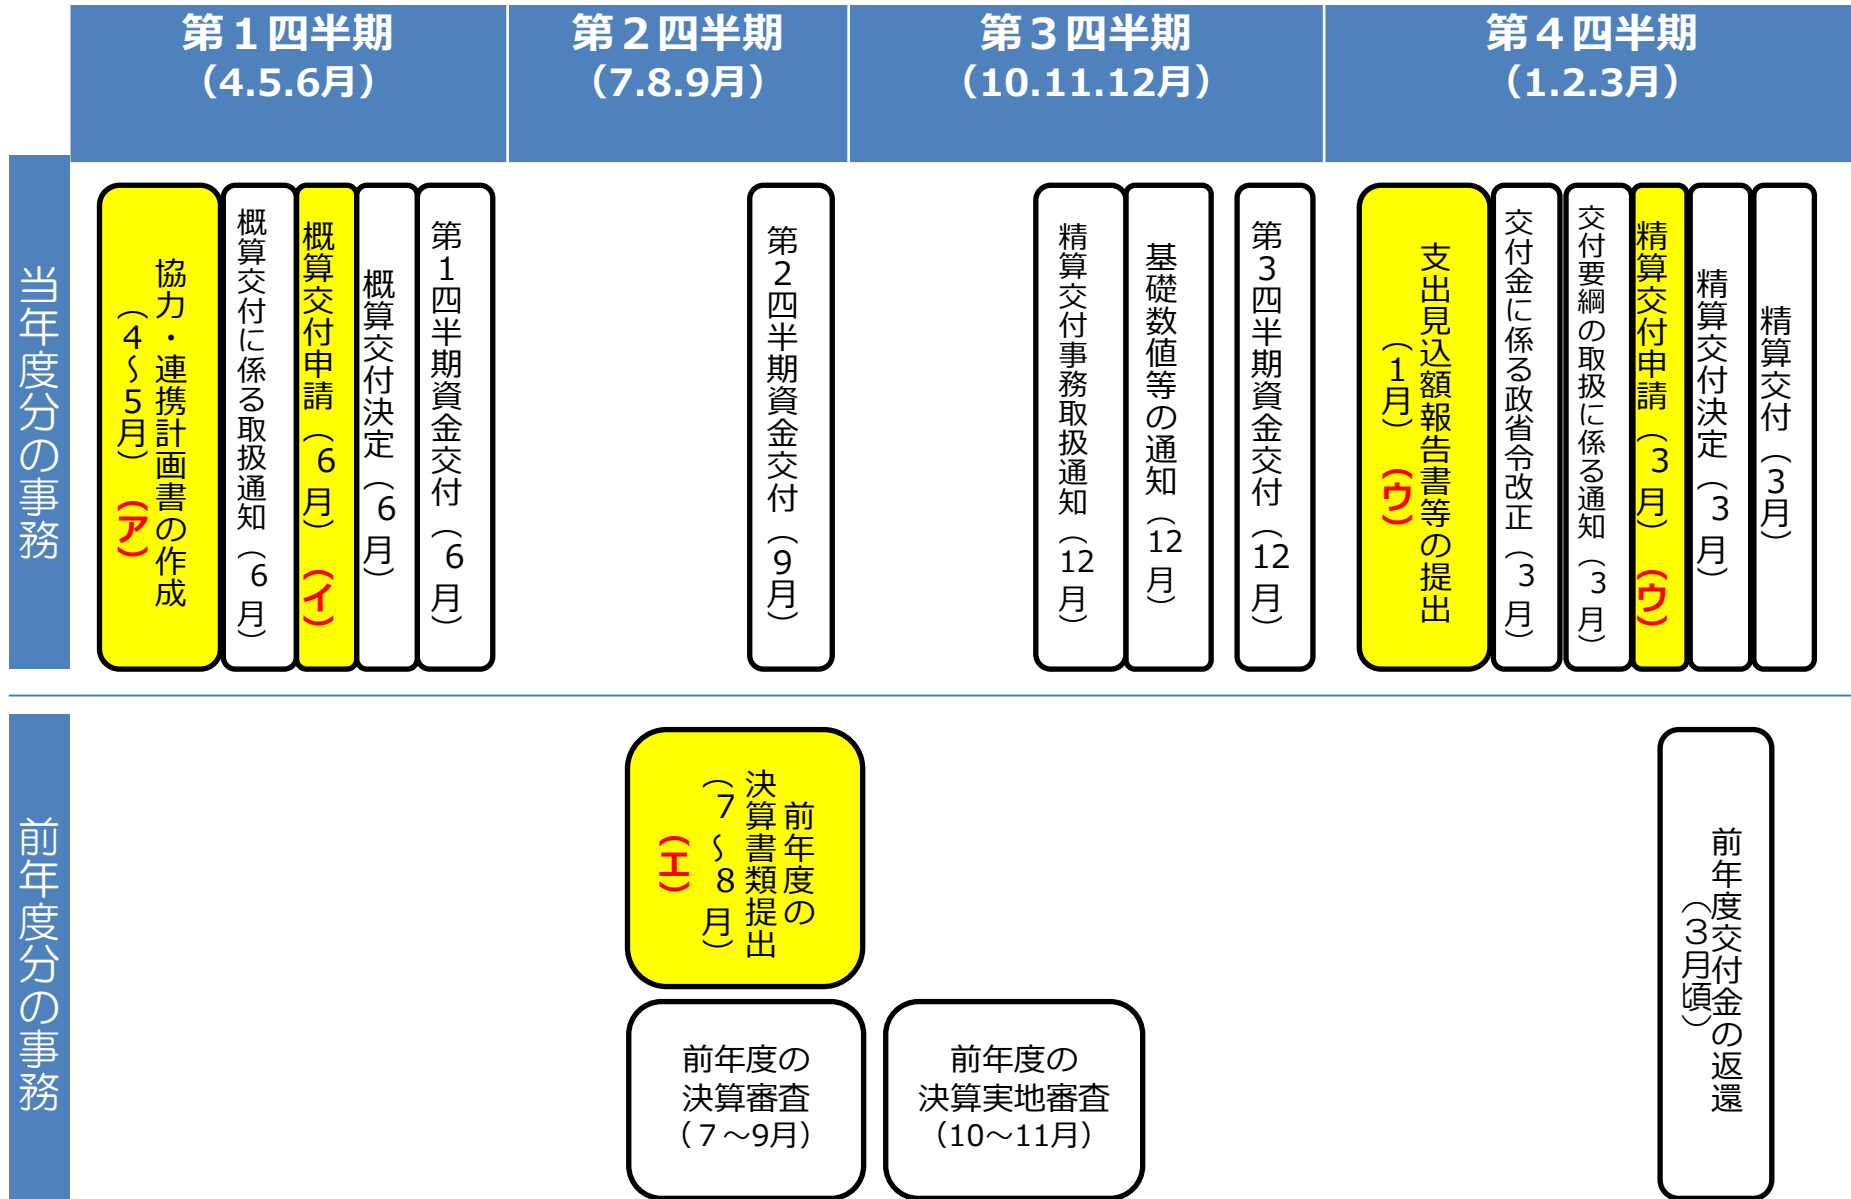 第１四半期
（4.5.6月）
第２四半期
（7.8.9月）
第３四半期
（10.11.12月）
第４四半期
（1.2.3月）
当年度分の事務
協力・連携計画書の作成
（４～５月）（ア）
概算交付に係る取扱通知（６月）
概算交付申請（６月）（イ）
概算交付決定（６月）
第１四半期資金交付（６月）
第２四半期資金交付（９月）
精算交付事務取扱通知（12月）
基礎数値等の通知（12月）
第３四半期資金交付（12月）
支出見込額報告書等の提出
（１月）（ウ）
交付金に係る政省令改正（３月）
交付要綱の取扱に係る通知（３月）
精算交付申請（３月）（ウ）
精算交付決定（３月）
精算交付（３月）
前年度分の事務
前年度の
決算書類提出
（７～８月）
（エ）
前年度の
決算審査
（７～9月）
前年度の
決算実地審査
（10～11月）
前年度交付金の返還
（３月頃）